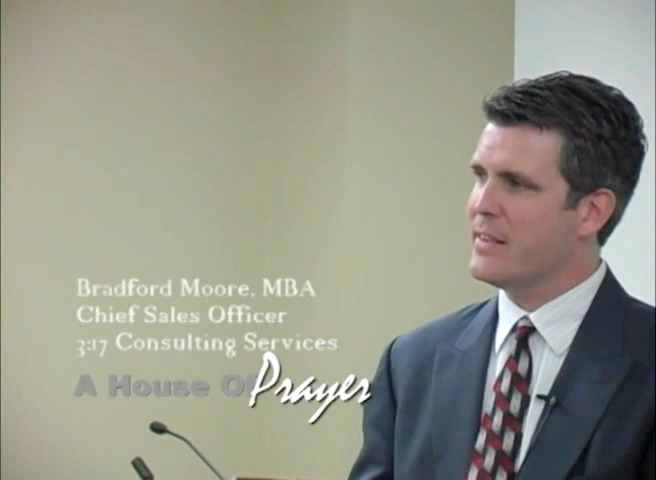 Bradford Moore, MBA
Chief Sales Officer
3:17 Consulting Services
A House Of Prayer